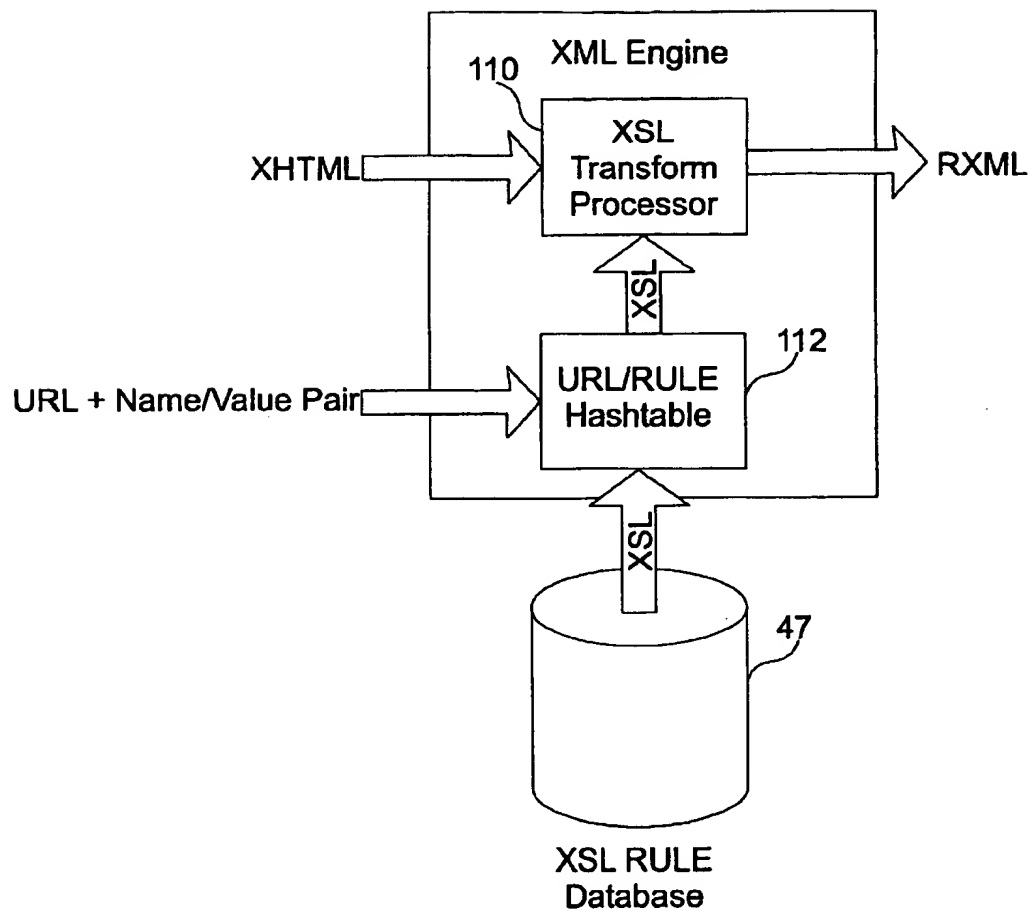 XML Engine
110
XSL
Transform
Processor
XHTML
RXML
XSL
112
URL/RULE
Hashtable
URL + Name/Value Pair
XSL
47
XSL RULE
Database